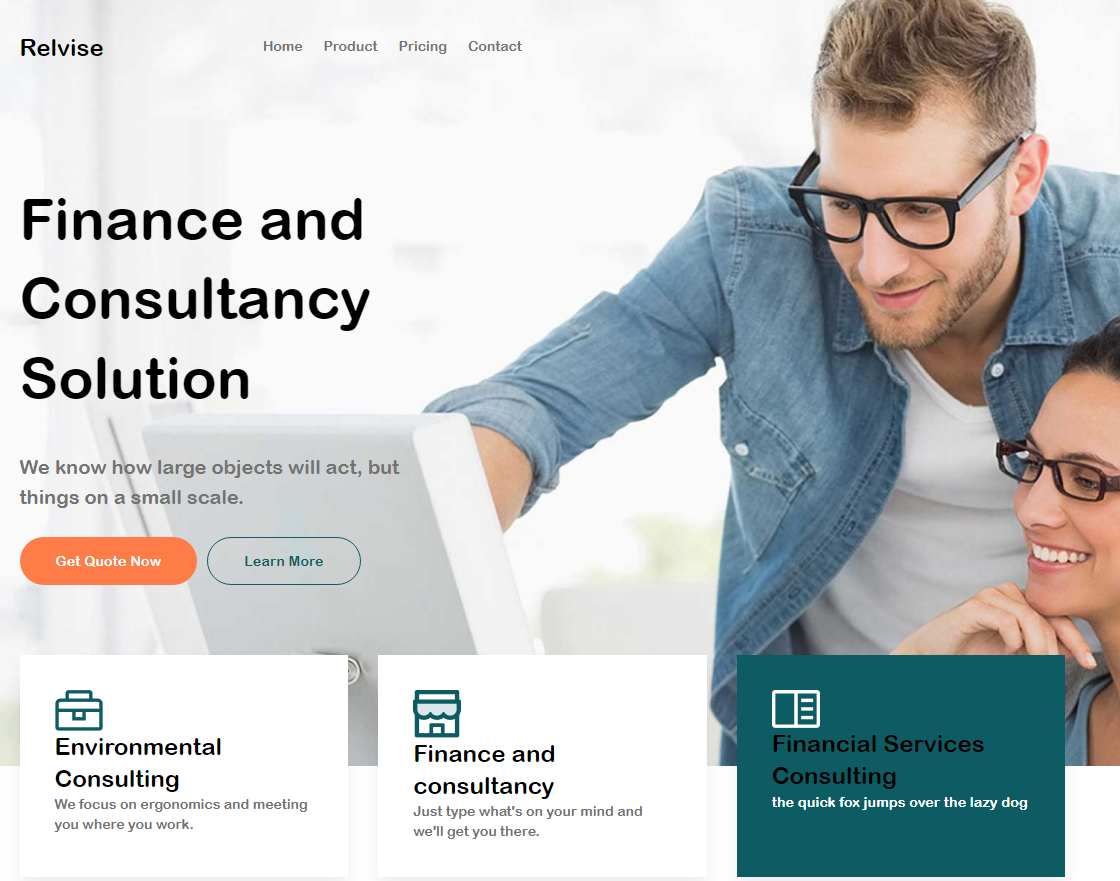 Relvise
Home Product Pricing Contact
Finance and
Consultancy
Solution
We know how large objects will act, but
things on a small scale.
Get Quote Now Learn More
Environmental
Consulting
We focus on ergonomics and meeting
you where you work.
Finance and
consultancy
Just type what's on your mind and
we'll get you there.
Financial Services
Consulting
the quick fox jumps over the lazy dog